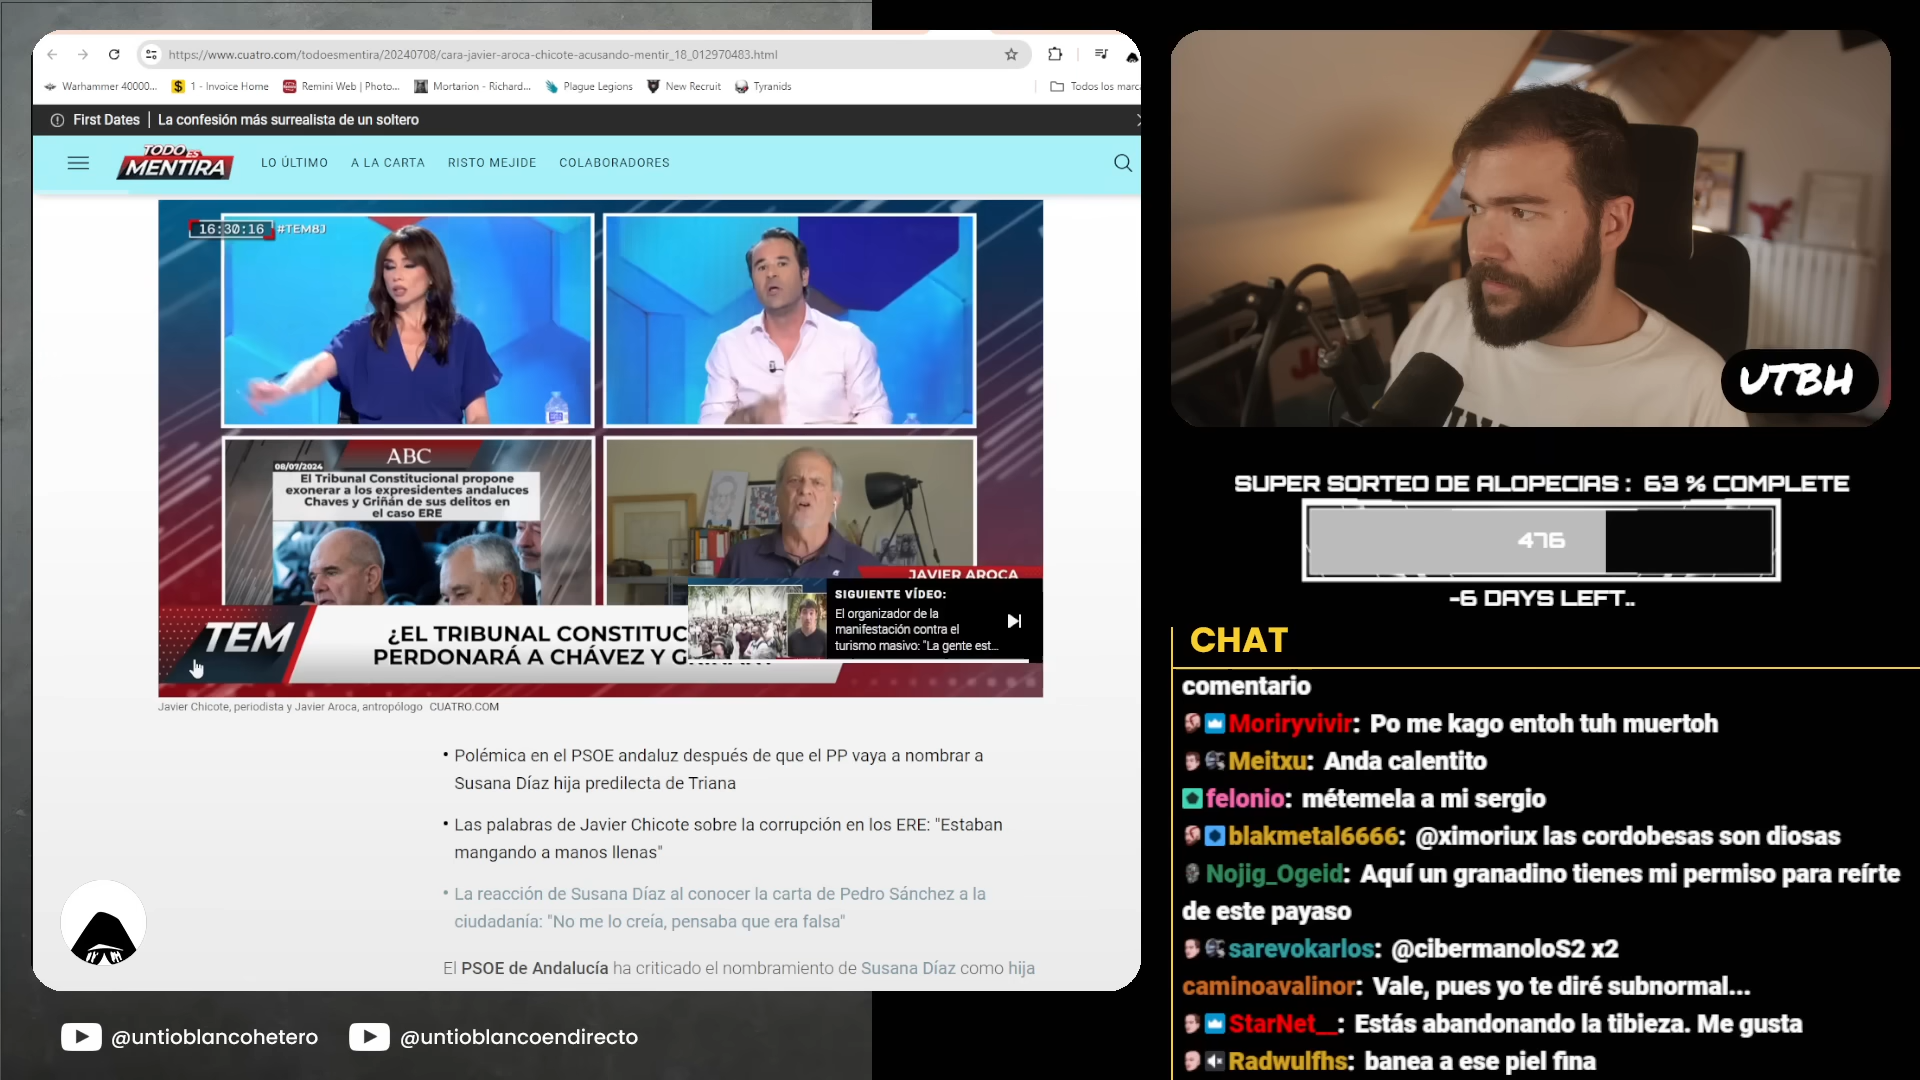 https://www.cuatro.com/todoesmentira/20240708/cara-javier-aroca-chicote-acusando-mentir_18_012970483.html
Warhammer 40000... 1 - Invoice Home Remini Web | Photo... Mortarion - Richard... Plague Legions New Recruit Tyranids Todos los marca
First Dates | La confesión más surrealista de un soltero
TODO ES MENTIRA LO ÚLTIMO A LA CARTA RISTO MEJIDE COLABORADORES
16:30:16 #TEM8J
ABC
08/07/2024
El Tribunal Constitucional propone
exonerar a los expresidentes andaluces
Chaves y Griñán de sus delitos en
el caso ERE
JAVIER AROCA
SIGUIENTE VÍDEO:
El organizador de la
manifestación contra el
turismo masivo: "La gente est...
TEM
¿EL TRIBUNAL CONSTITUC
PERDONARÁ A CHÁVEZ Y G
Javier Chicote, periodista y Javier Aroca, antropólogo CUATRO.COM
• Polémica en el PSOE andaluz después de que el PP vaya a nombrar a
Susana Díaz hija predilecta de Triana
• Las palabras de Javier Chicote sobre la corrupción en los ERE: "Estaban
mangando a manos llenas"
• La reacción de Susana Díaz al conocer la carta de Pedro Sánchez a la
ciudadanía: "No me lo creía, pensaba que era falsa"
El PSOE de Andalucía ha criticado el nombramiento de Susana Díaz como hija
@untioblancohetero @untioblancoendirecto
UTBH
SUPER SORTEO DE ALOPECIAS : 63 % COMPLETE
476
-6 DAYS LEFT..
CHAT
comentario
Moriryvivir: Po me kago entoh tuh muertoh
Meitxu: Anda calentito
felonio: métemela a mi sergio
blakmetal6666: @ximoriux las cordobesas son diosas
Nojig_Ogeid: Aquí un granadino tienes mi permiso para reírte
de este payaso
sarevokarlos: @cibermanoloS2 x2
caminoavalinor: Vale, pues yo te diré subnormal...
StarNet__: Estás abandonando la tibieza. Me gusta
Radwulfhs: banea a ese piel fina